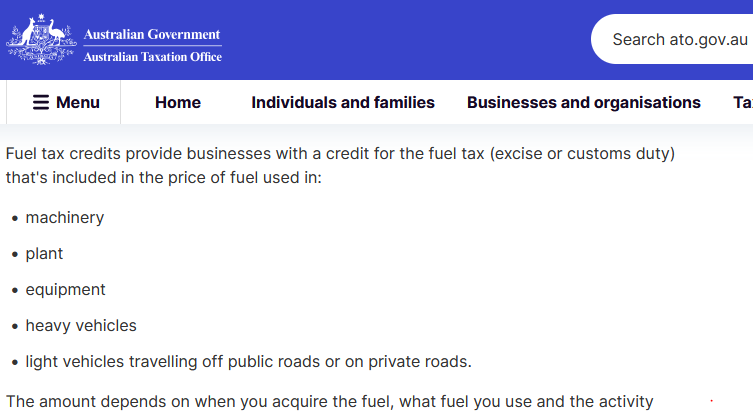 Australian Government
Australian Taxation Office
Search ato.gov.au
Menu
Home
Individuals and families
Businesses and organisations
Ta
Fuel tax credits provide businesses with a credit for the fuel tax (excise or customs duty)
that's included in the price of fuel used in:
• machinery
• plant
• equipment
• heavy vehicles
• light vehicles travelling off public roads or on private roads.
The amount depends on when you acquire the fuel, what fuel you use and the activity